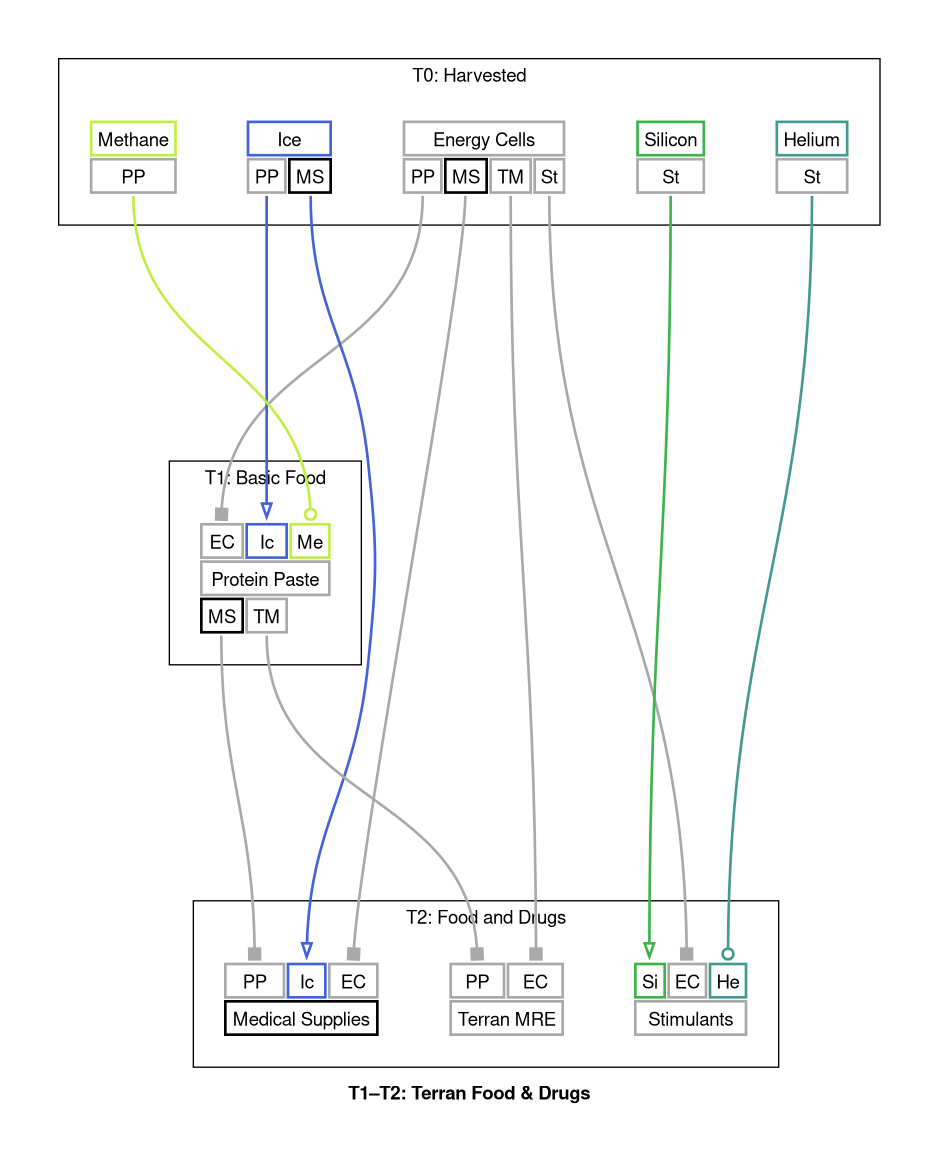 T0: Harvested
Methane Ice Energy Cells Silicon Helium
PP PP MS PP MS TM St St St
T1: Basic Food
EC Ic Me
Protein Paste
MS TM
T2: Food and Drugs
PP Ic EC PP EC Si EC He
Medical Supplies Terran MRE Stimulants
T1–T2: Terran Food & Drugs